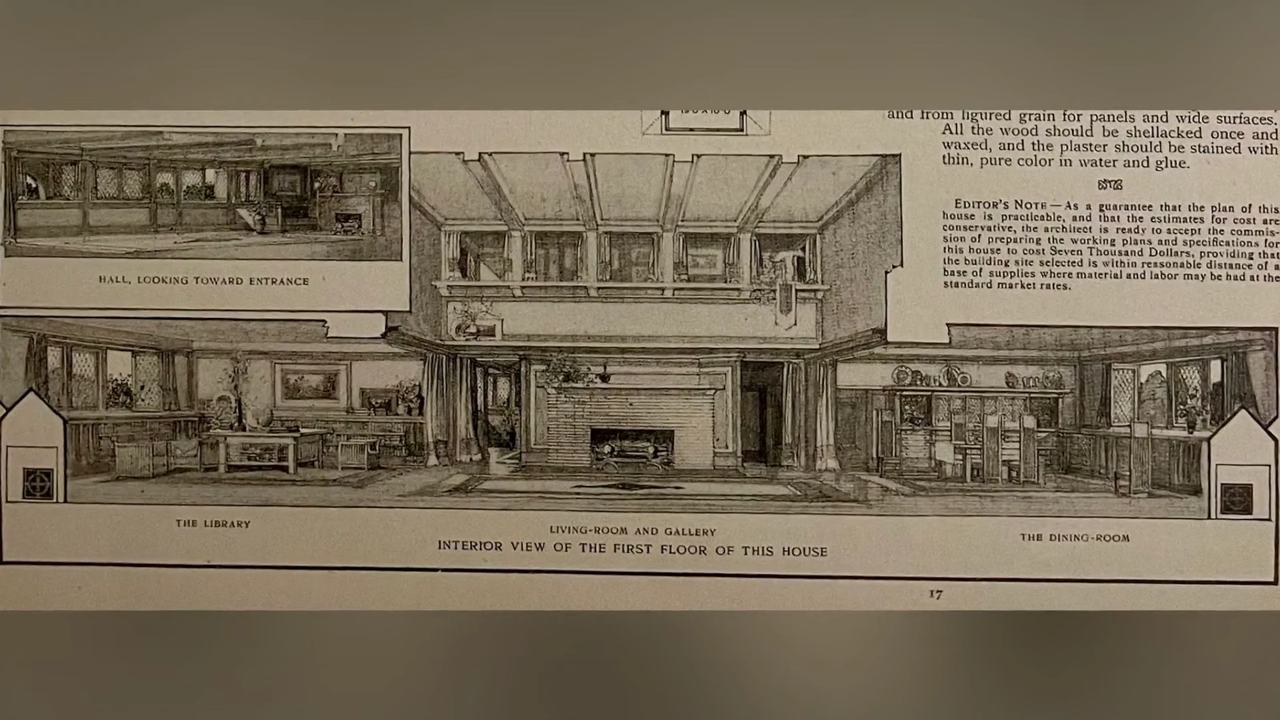 and from figured grain for panels and wide surfaces.
All the wood should be shellacked once and
waxed, and the plaster should be stained with
thin, pure color in water and glue.
EDITOR'S NOTE — As a guarantee that the plan of this
house is practicable, and that the estimates for cost are
conservative, the architect is ready to accept the commis-
sion of preparing the working plans and specifications for
this house to cost Seven Thousand Dollars, providing that
the building site selected is within reasonable distance of a
base of supplies where material and labor may be had at the
standard market rates.
HALL, LOOKING TOWARD ENTRANCE
THE LIBRARY
LIVING-ROOM AND GALLERY
THE DINING-ROOM
INTERIOR VIEW OF THE FIRST FLOOR OF THIS HOUSE
17